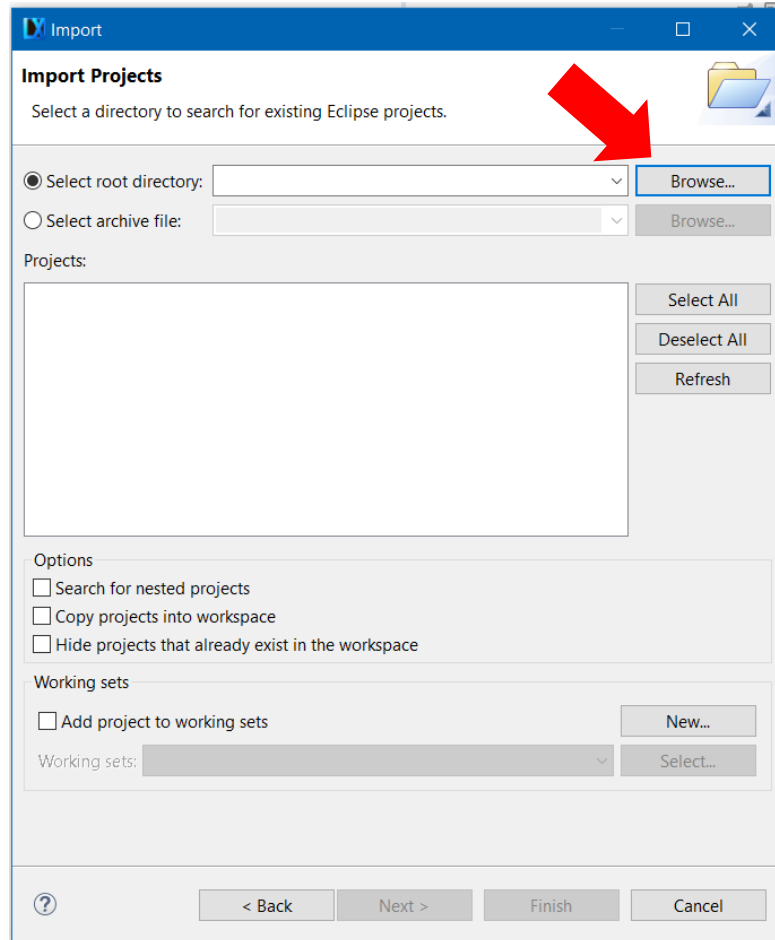 Import
Import Projects
Select a directory to search for existing Eclipse projects.
Select root directory: Browse...
Select archive file: Browse...
Projects:
Select All
Deselect All
Refresh
Options
Search for nested projects
Copy projects into workspace
Hide projects that already exist in the workspace
Working sets
Add project to working sets New...
Working sets: Select...
? < Back Next > Finish Cancel